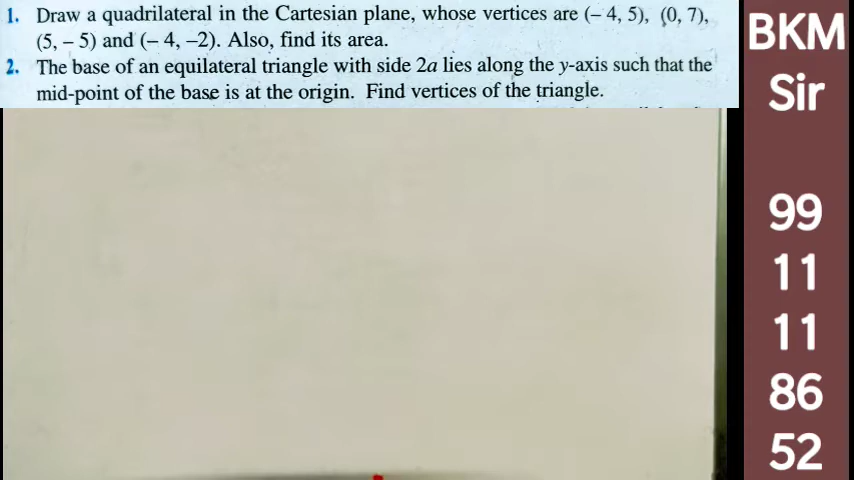 1. Draw a quadrilateral in the Cartesian plane, whose vertices are (– 4, 5), (0, 7),
(5, – 5) and (– 4, –2). Also, find its area.
2. The base of an equilateral triangle with side 2a lies along the y-axis such that the
mid-point of the base is at the origin. Find vertices of the triangle.
BKM
Sir
99
11
11
86
52